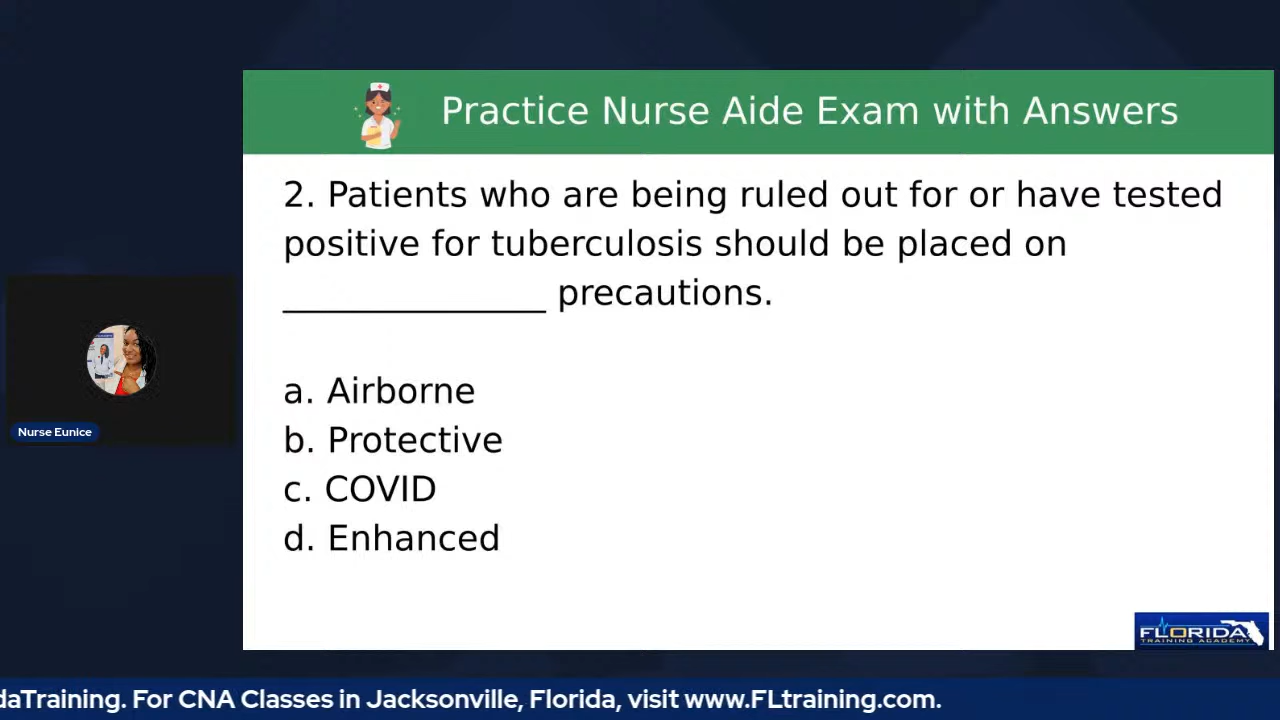 Practice Nurse Aide Exam with Answers
2. Patients who are being ruled out for or have tested
positive for tuberculosis should be placed on
_______________ precautions.
a. Airborne
b. Protective
c. COVID
d. Enhanced
Nurse Eunice
FLORIDA
TRAINING ACADEMY
daTraining. For CNA Classes in Jacksonville, Florida, visit www.FLtraining.com.